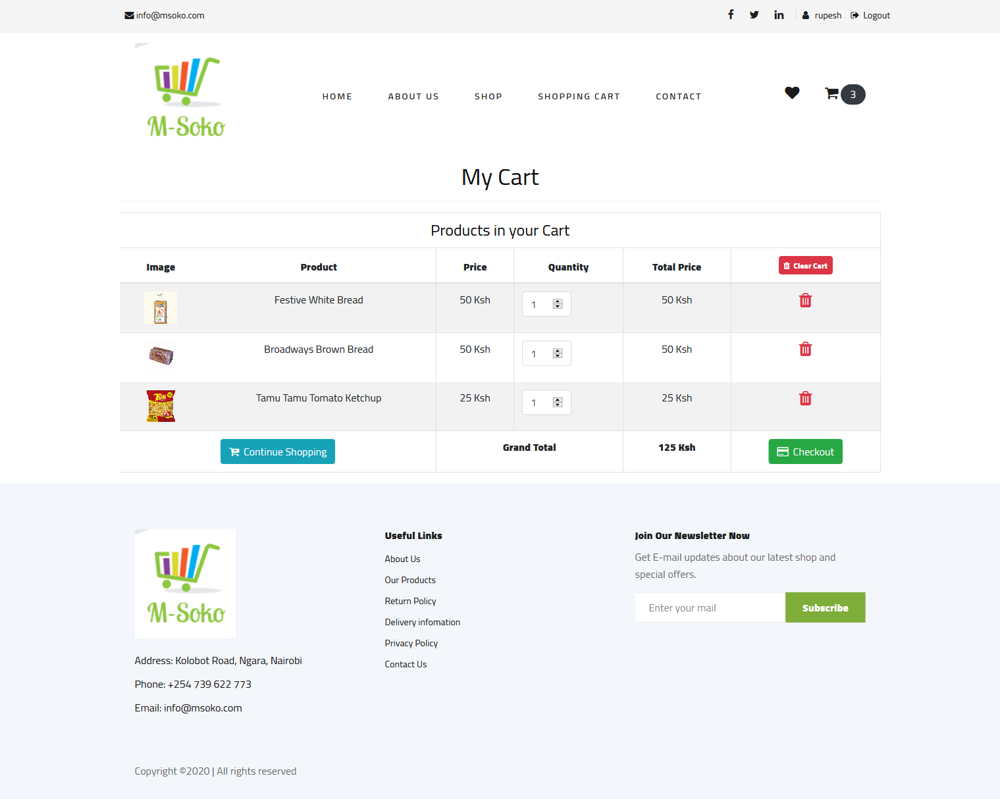 info@msoko.com
rupesh
Logout
M-Soko
HOME
ABOUT US
SHOP
SHOPPING CART
CONTACT
3
My Cart
Products in your Cart
Image Product Price Quantity Total Price Clear Cart
Festive White Bread 50 Ksh 1 50 Ksh
Broadways Brown Bread 50 Ksh 1 50 Ksh
Tamu Tamu Tomato Ketchup 25 Ksh 1 25 Ksh
Continue Shopping Grand Total 125 Ksh Checkout
M-Soko
Address: Kolobot Road, Ngara, Nairobi
Phone: +254 739 622 773
Email: info@msoko.com
Useful Links
About Us
Our Products
Return Policy
Delivery infomation
Privacy Policy
Contact Us
Join Our Newsletter Now
Get E-mail updates about our latest shop and
special offers.
Enter your mail
Subscribe
Copyright ©2020 | All rights reserved